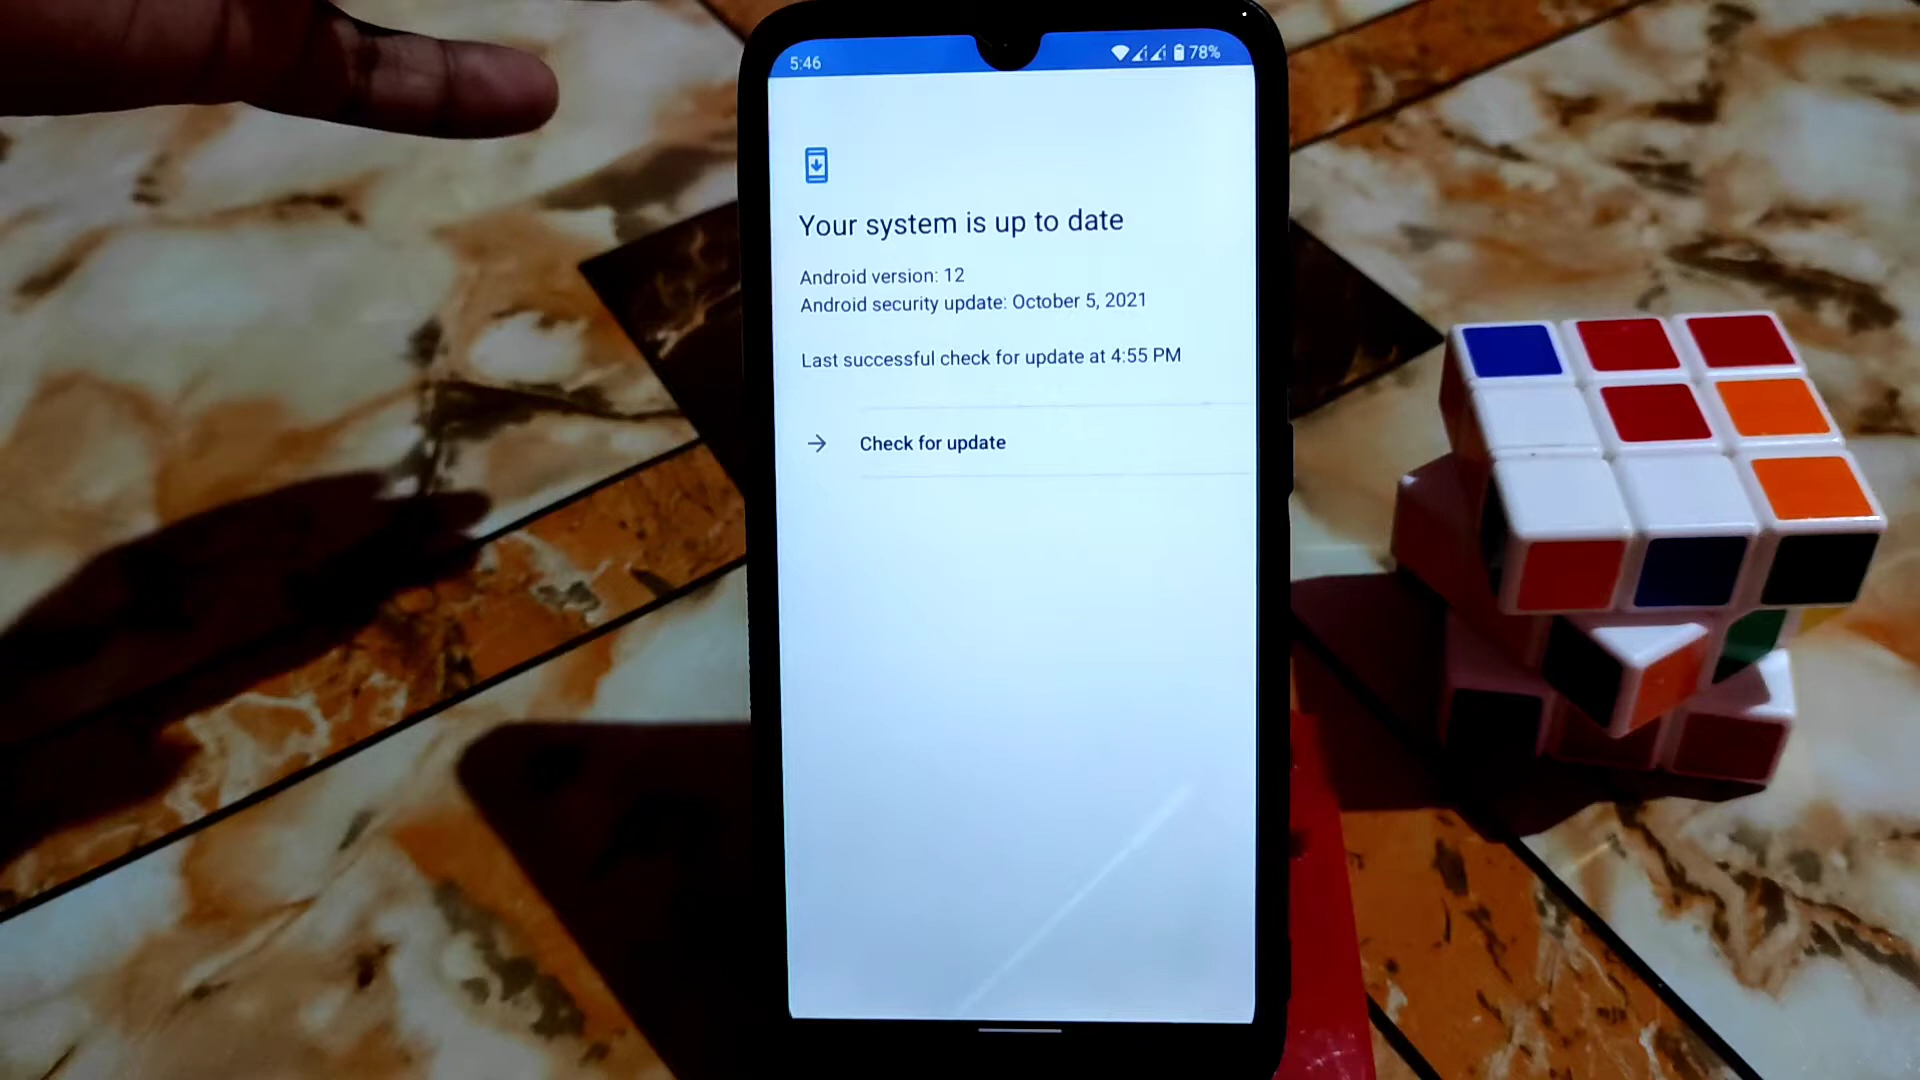 5:46
78%
Your system is up to date
Android version: 12
Android security update: October 5, 2021
Last successful check for update at 4:55 PM
Check for update